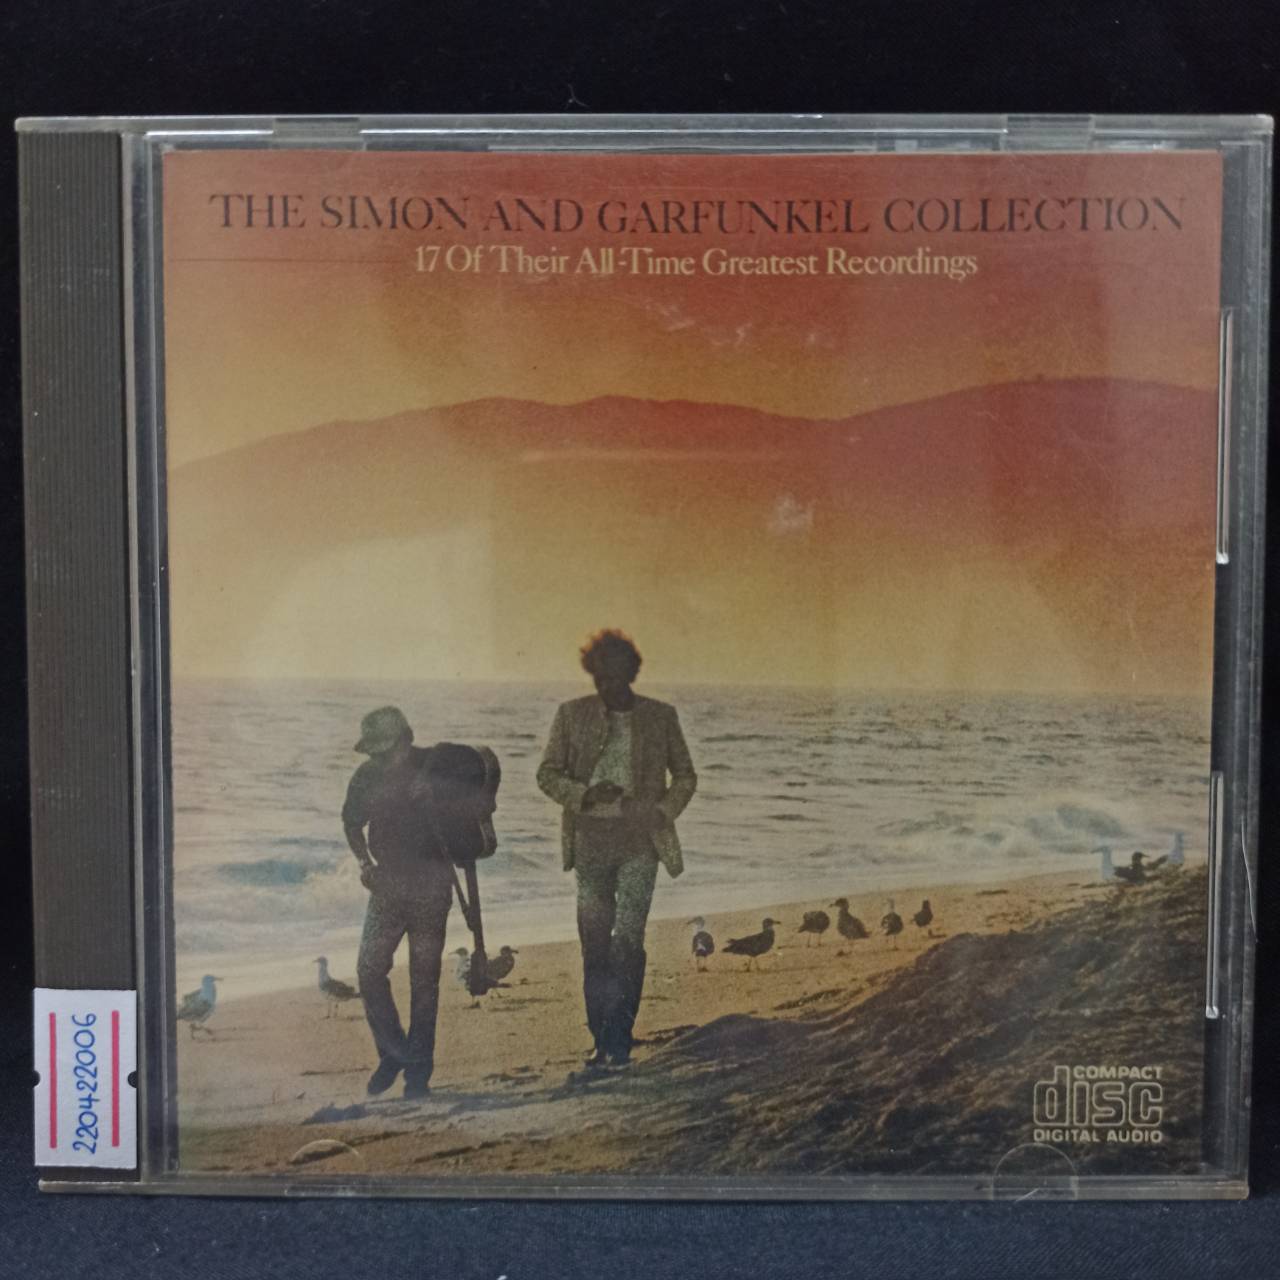 THE SIMON AND GARFUNKEL COLLECTION
17 Of Their All-Time Greatest Recordings
COMPACT
disc
DIGITAL AUDIO
220422006